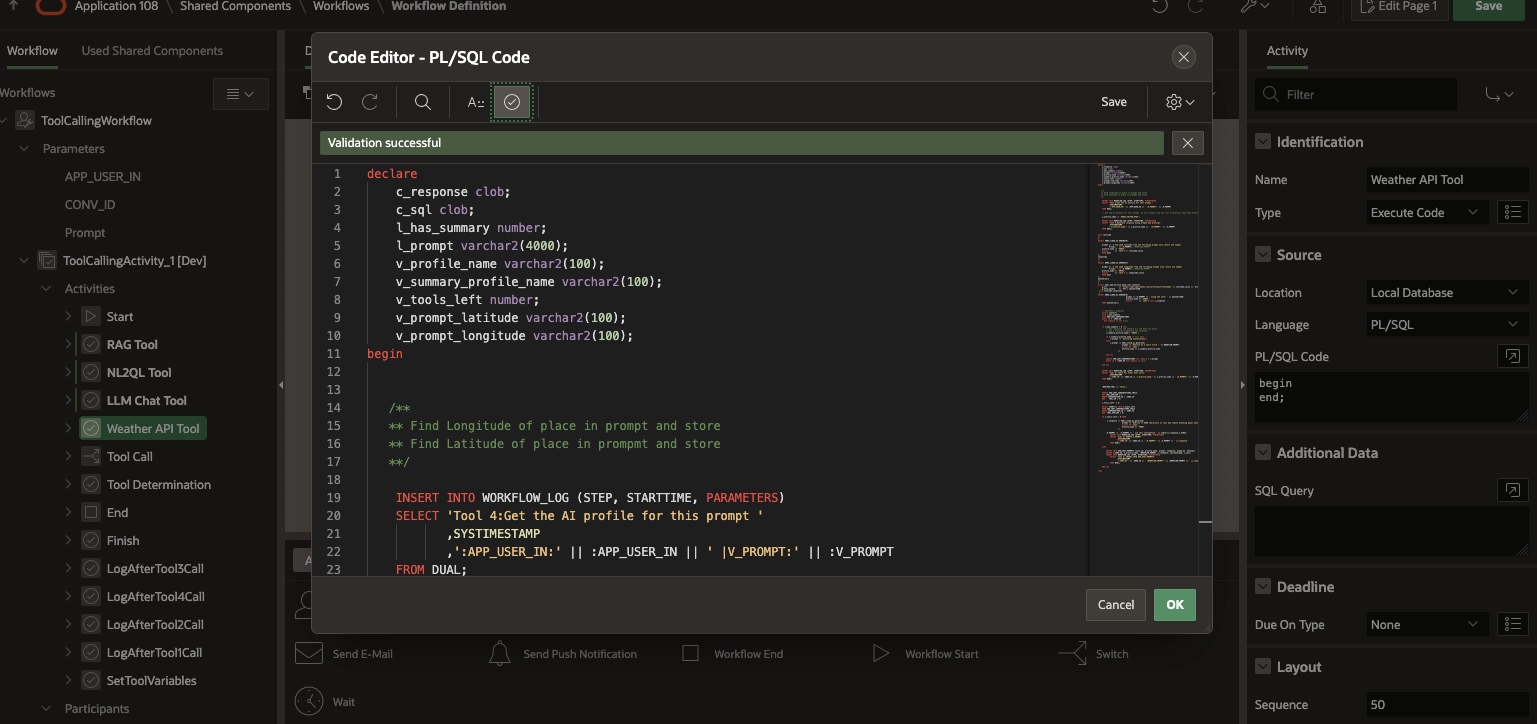 Application 108 \ Shared Components \ Workflows \ Workflow Definition
Edit Page 1
Save
Workflow
Used Shared Components
Workflows
ToolCallingWorkflow
Parameters
APP_USER_IN
CONV_ID
Prompt
ToolCallingActivity_1 [Dev]
Activities
Start
RAG Tool
NL2QL Tool
LLM Chat Tool
Weather API Tool
Tool Call
Tool Determination
End
Finish
LogAfterTool3Call
LogAfterTool4Call
LogAfterTool2Call
LogAfterTool1Call
SetToolVariables
Participants
Code Editor - PL/SQL Code
Save
Validation successful
1 declare
2 c_response clob;
3 c_sql clob;
4 l_has_summary number;
5 l_prompt varchar2(4000);
6 v_profile_name varchar2(100);
7 v_summary_profile_name varchar2(100);
8 v_tools_left number;
9 v_prompt_latitude varchar2(100);
10 v_prompt_longitude varchar2(100);
11 begin
12
13
14 /**
15 ** Find Longitude of place in prompt and store
16 ** Find Latitude of place in prompmt and store
17 **/
18
19 INSERT INTO WORKFLOW_LOG (STEP, STARTTIME, PARAMETERS)
20 SELECT 'Tool 4:Get the AI profile for this prompt '
21 ,SYSTIMESTAMP
22 ,':APP_USER_IN:' || :APP_USER_IN || ' |V_PROMPT:' || :V_PROMPT
23 FROM DUAL;
Cancel
OK
Send E-Mail
Send Push Notification
Workflow End
Workflow Start
Switch
Wait
Activity
Filter
Identification
Name
Weather API Tool
Type
Execute Code
Source
Location
Local Database
Language
PL/SQL
PL/SQL Code
begin
end;
Additional Data
SQL Query
Deadline
Due On Type
None
Layout
Sequence
50